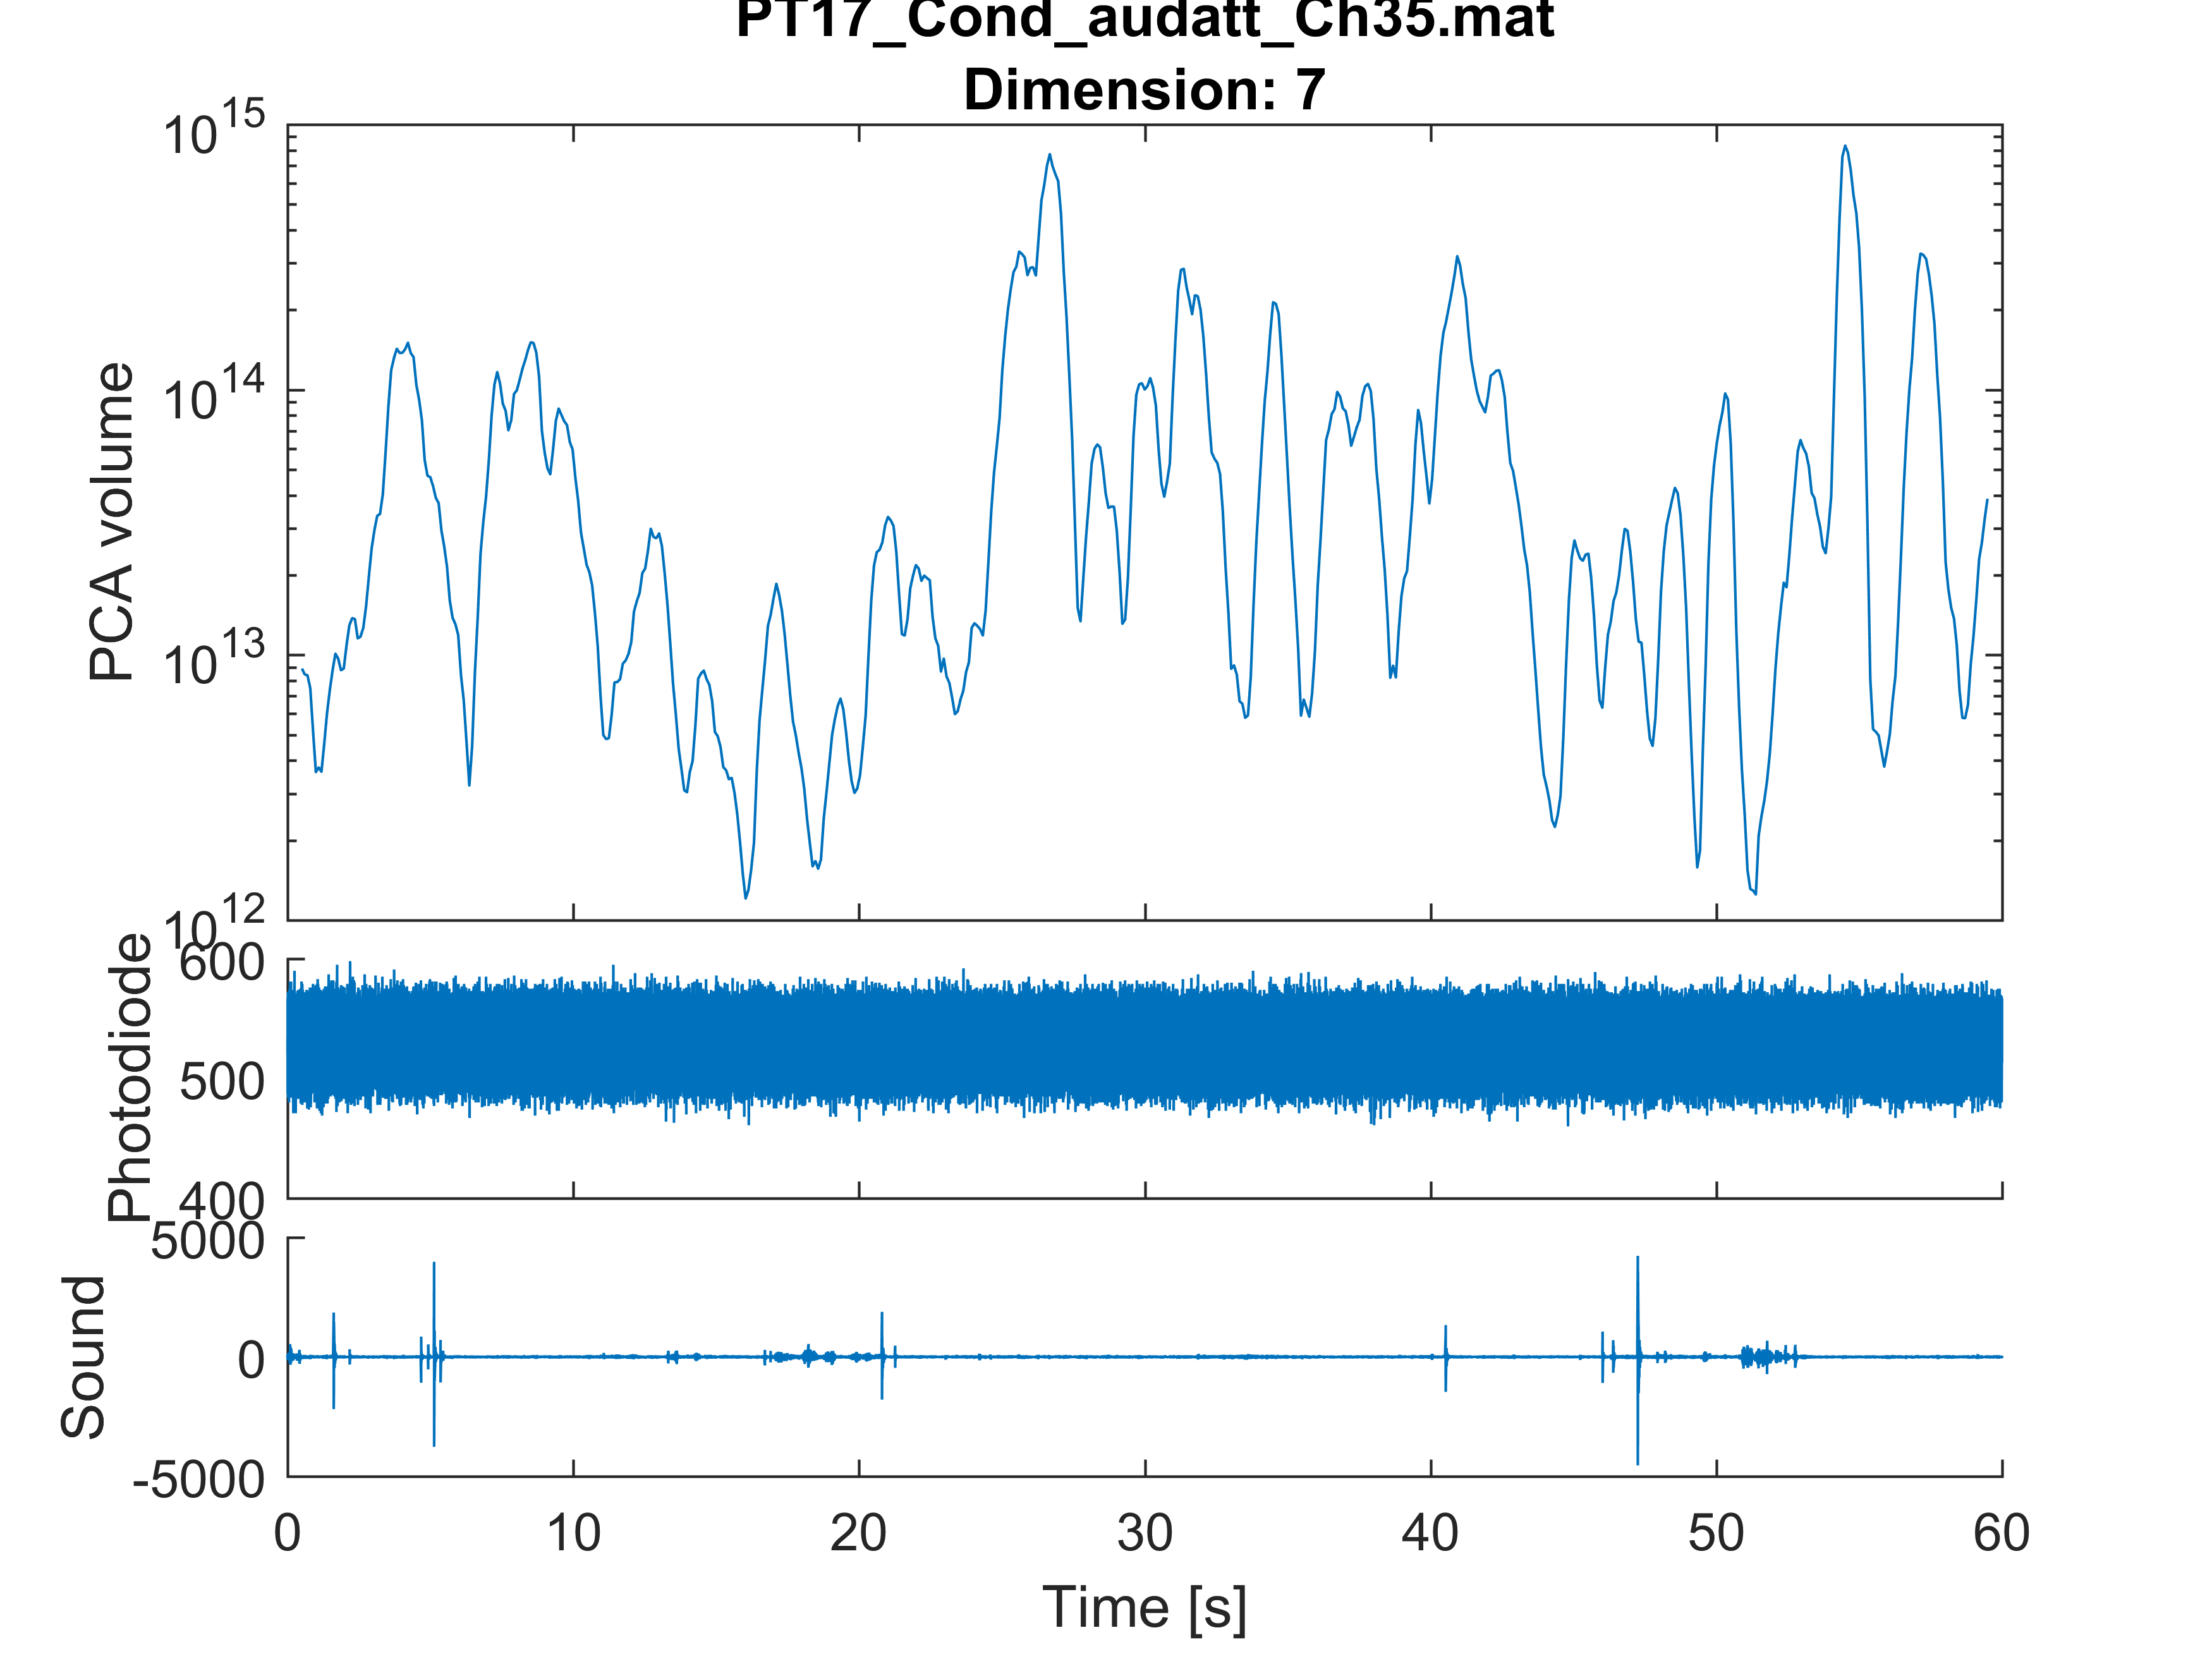 PT17_Cond_audatt_Ch35.mat
Dimension: 7
10^15
10^14
10^13
10^12
PCA volume
600
500
400
Photodiode
5000
0
-5000
Sound
0 10 20 30 40 50 60
Time [s]